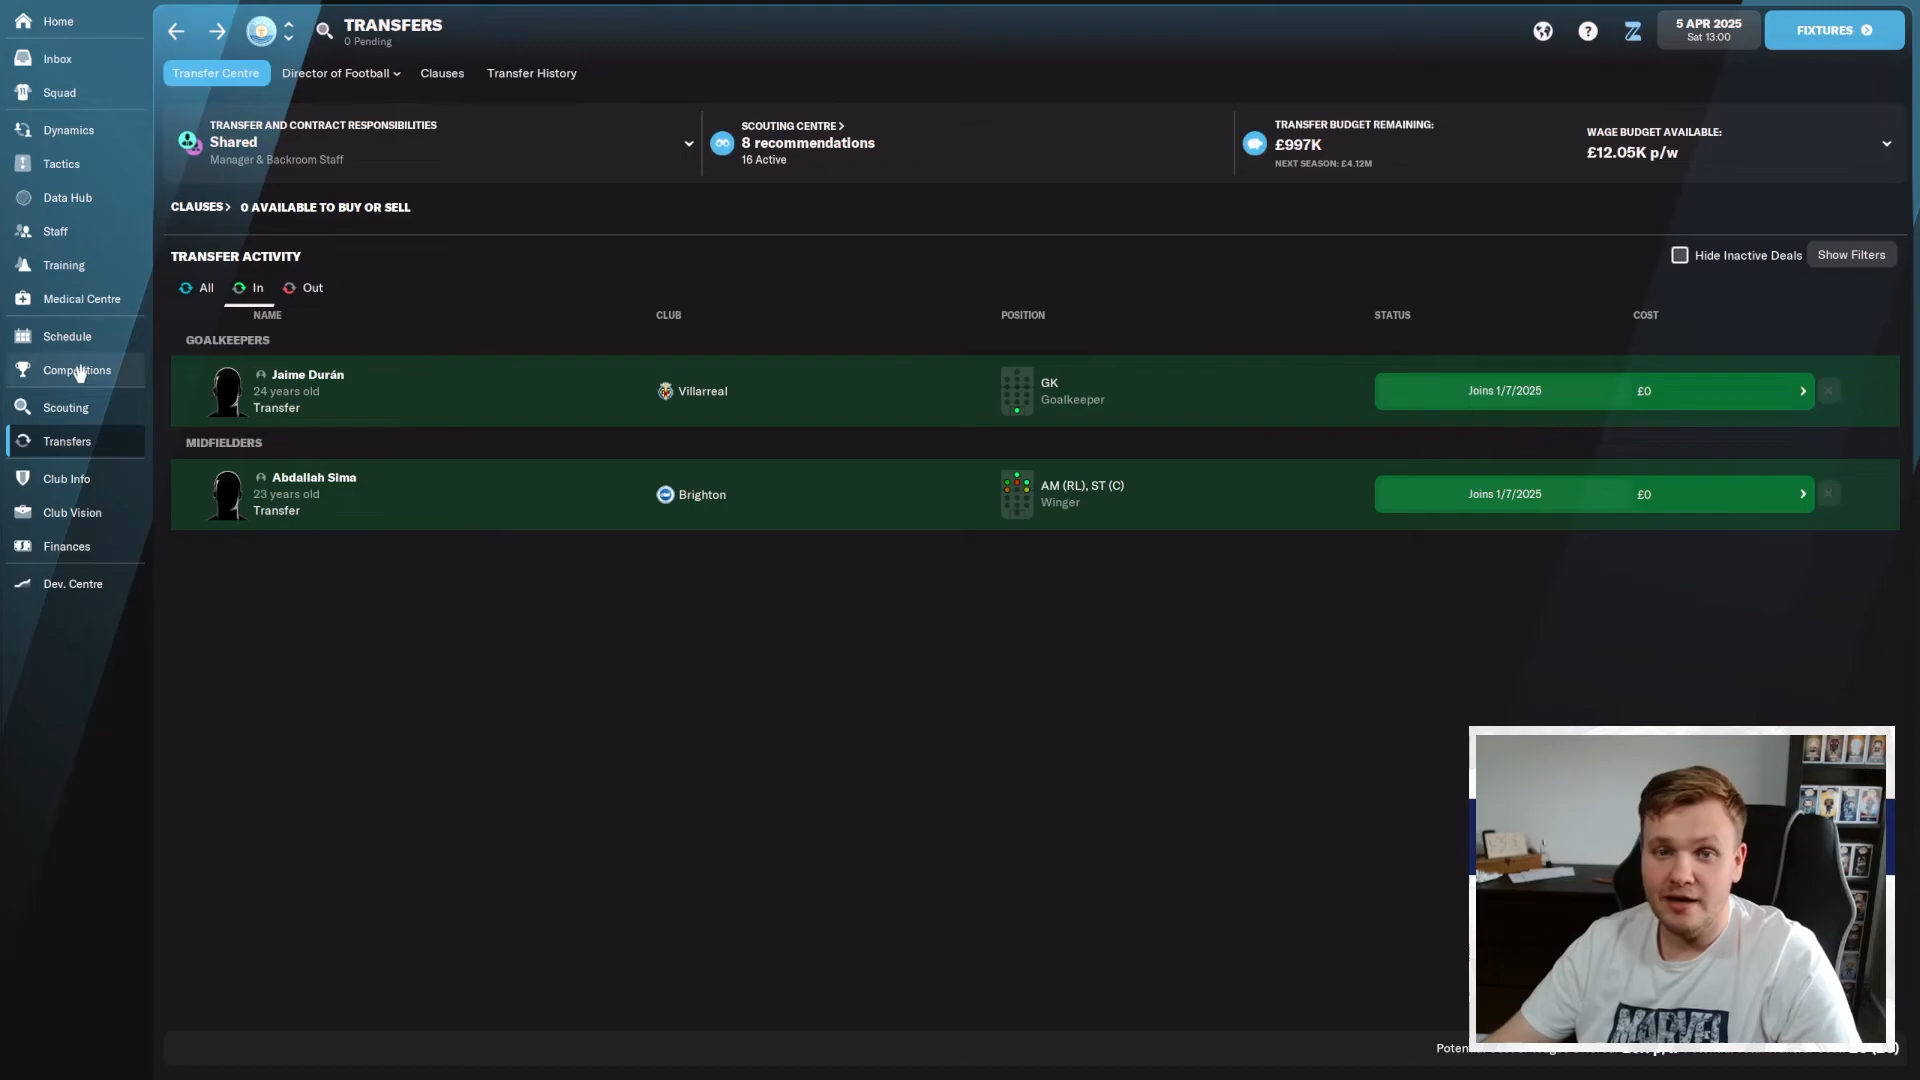 Home
Inbox
Squad
Dynamics
Tactics
Data Hub
Staff
Training
Medical Centre
Schedule
Competitions
Scouting
Transfers
Club Info
Club Vision
Finances
Dev. Centre
TRANSFERS
0 Pending
5 APR 2025
Sat 13:00
FIXTURES
Transfer Centre
Director of Football
Clauses
Transfer History
TRANSFER AND CONTRACT RESPONSIBILITIES
Shared
Manager & Backroom Staff
SCOUTING CENTRE >
8 recommendations
16 Active
TRANSFER BUDGET REMAINING:
£997K
NEXT SEASON: £4.12M
WAGE BUDGET AVAILABLE:
£12.05K p/w
CLAUSES > 0 AVAILABLE TO BUY OR SELL
TRANSFER ACTIVITY
Hide Inactive Deals
Show Filters
All
In
Out
NAME CLUB POSITION STATUS COST
GOALKEEPERS
Jaime Durán
24 years old
Transfer
Villarreal
GK
Goalkeeper
Joins 1/7/2025
£0
MIDFIELDERS
Abdallah Sima
23 years old
Transfer
Brighton
AM (RL), ST (C)
Winger
Joins 1/7/2025
£0
MARVEL